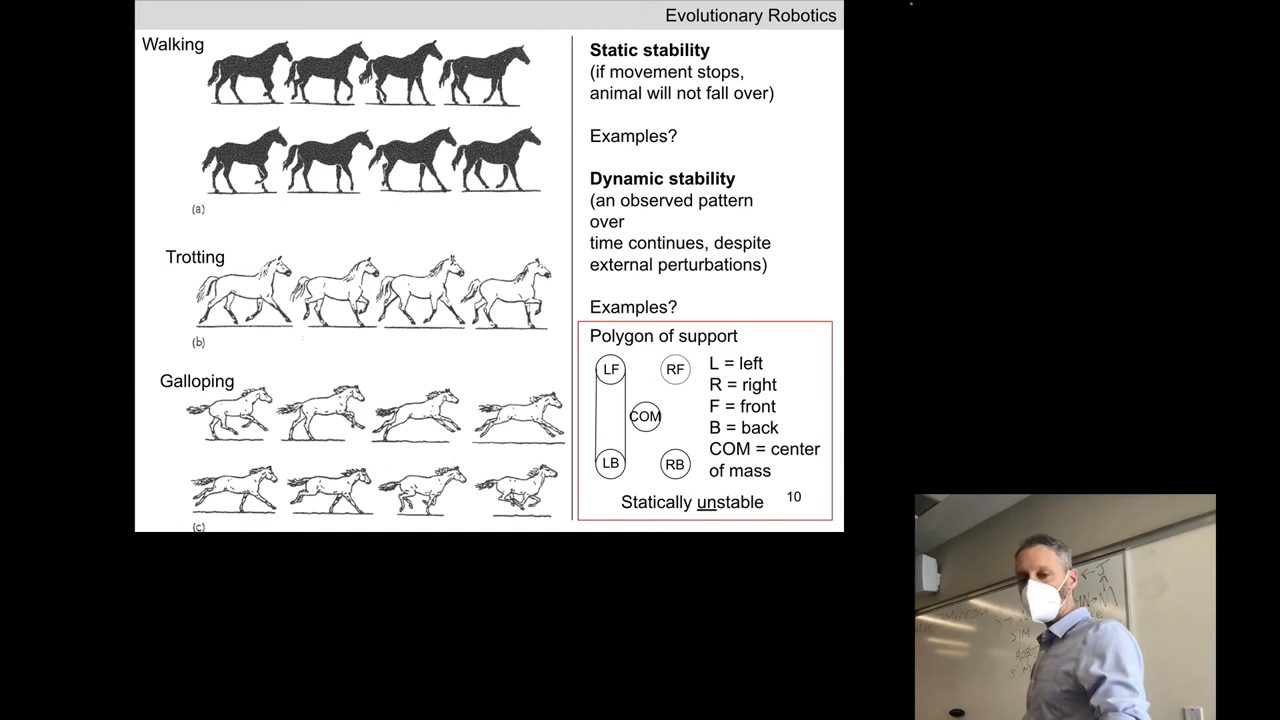 Evolutionary Robotics
Walking
(a)
Trotting
(b)
Galloping
(c)
Static stability
(if movement stops,
animal will not fall over)
Examples?
Dynamic stability
(an observed pattern
over
time continues, despite
external perturbations)
Examples?
Polygon of support
LF
RF
COM
LB
RB
L = left
R = right
F = front
B = back
COM = center
of mass
Statically unstable
10
SIM
ROBOT